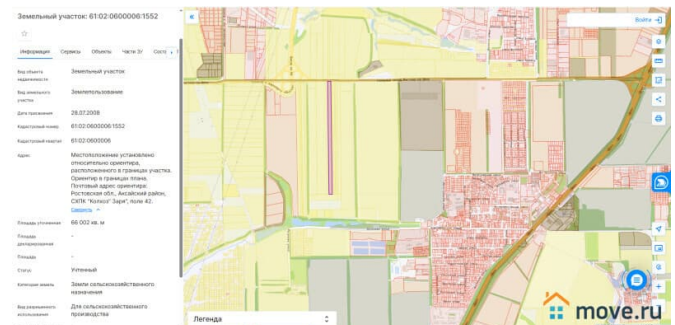 Земельный участок: 61:02:0600006:1552
Войти
Информация Сервисы Объекты Части ЗУ Соста
Вид объекта недвижимости
Земельный участок
Вид земельного участка
Землепользование
Дата присвоения
28.07.2008
Кадастровый номер
61:02:0600006:1552
Кадастровый квартал
61:02:0600006
Адрес
Местоположение установлено
относительно ориентира,
расположенного в границах участка.
Ориентир в границах плана.
Почтовый адрес ориентира:
Ростовская обл., Аксайский район,
СХПК "Колхоз" Заря", поле 42.
Свернуть
Площадь уточненная
66 002 кв. м
Площадь
декларированная
-
Площадь
-
Статус
Учтенный
Категория земель
Земли сельскохозяйственного
назначения
Вид разрешенного
использования
Для сельскохозяйственного
производства
Легенда
move.ru